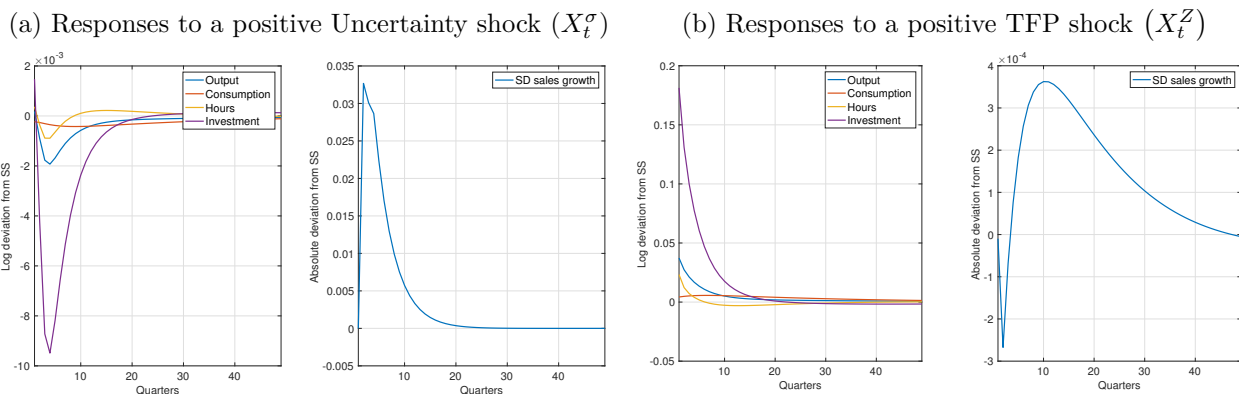 (a) Responses to a positive Uncertainty shock (X_t^σ)
×10^-3
2
0
-2
-4
-6
-8
-10
Log deviation from SS
Output
Consumption
Hours
Investment
10 20 30 40
Quarters
0.035
0.03
0.025
0.02
0.015
0.01
0.005
0
-0.005
Absolute deviation from SS
SD sales growth
10 20 30 40
Quarters
(b) Responses to a positive TFP shock (X_t^Z)
0.2
0.15
0.1
0.05
0
-0.05
Log deviation from SS
Output
Consumption
Hours
Investment
10 20 30 40
Quarters
×10^-4
4
3
2
1
0
-1
-2
-3
Absolute deviation from SS
SD sales growth
10 20 30 40
Quarters